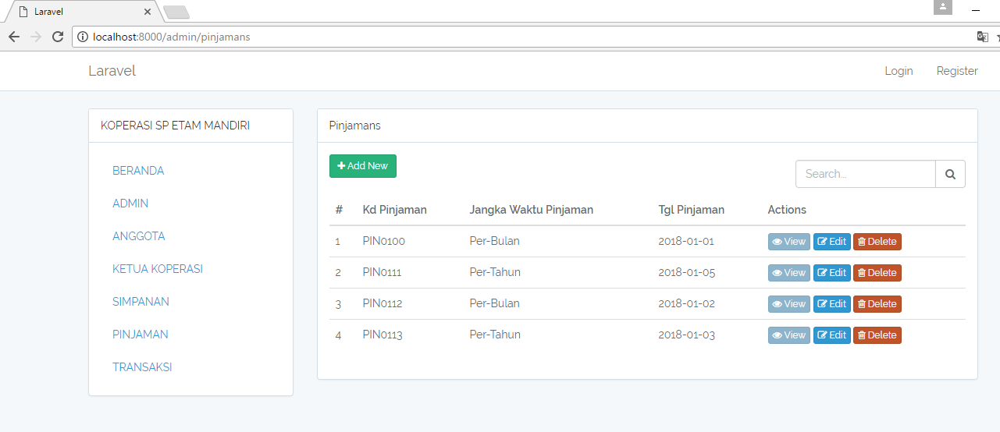 Laravel
localhost:8000/admin/pinjamans
Laravel Login Register
KOPERASI SP ETAM MANDIRI
BERANDA
ADMIN
ANGGOTA
KETUA KOPERASI
SIMPANAN
PINJAMAN
TRANSAKSI
Pinjamans
Add New
Search...
# Kd Pinjaman Jangka Waktu Pinjaman Tgl Pinjaman Actions
1 PIN0100 Per-Bulan 2018-01-01 View Edit Delete
2 PIN0111 Per-Tahun 2018-01-05 View Edit Delete
3 PIN0112 Per-Bulan 2018-01-02 View Edit Delete
4 PIN0113 Per-Tahun 2018-01-03 View Edit Delete